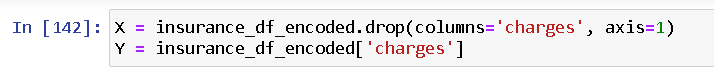 In [142]: X = insurance_df_encoded.drop(columns='charges', axis=1)
Y = insurance_df_encoded['charges']